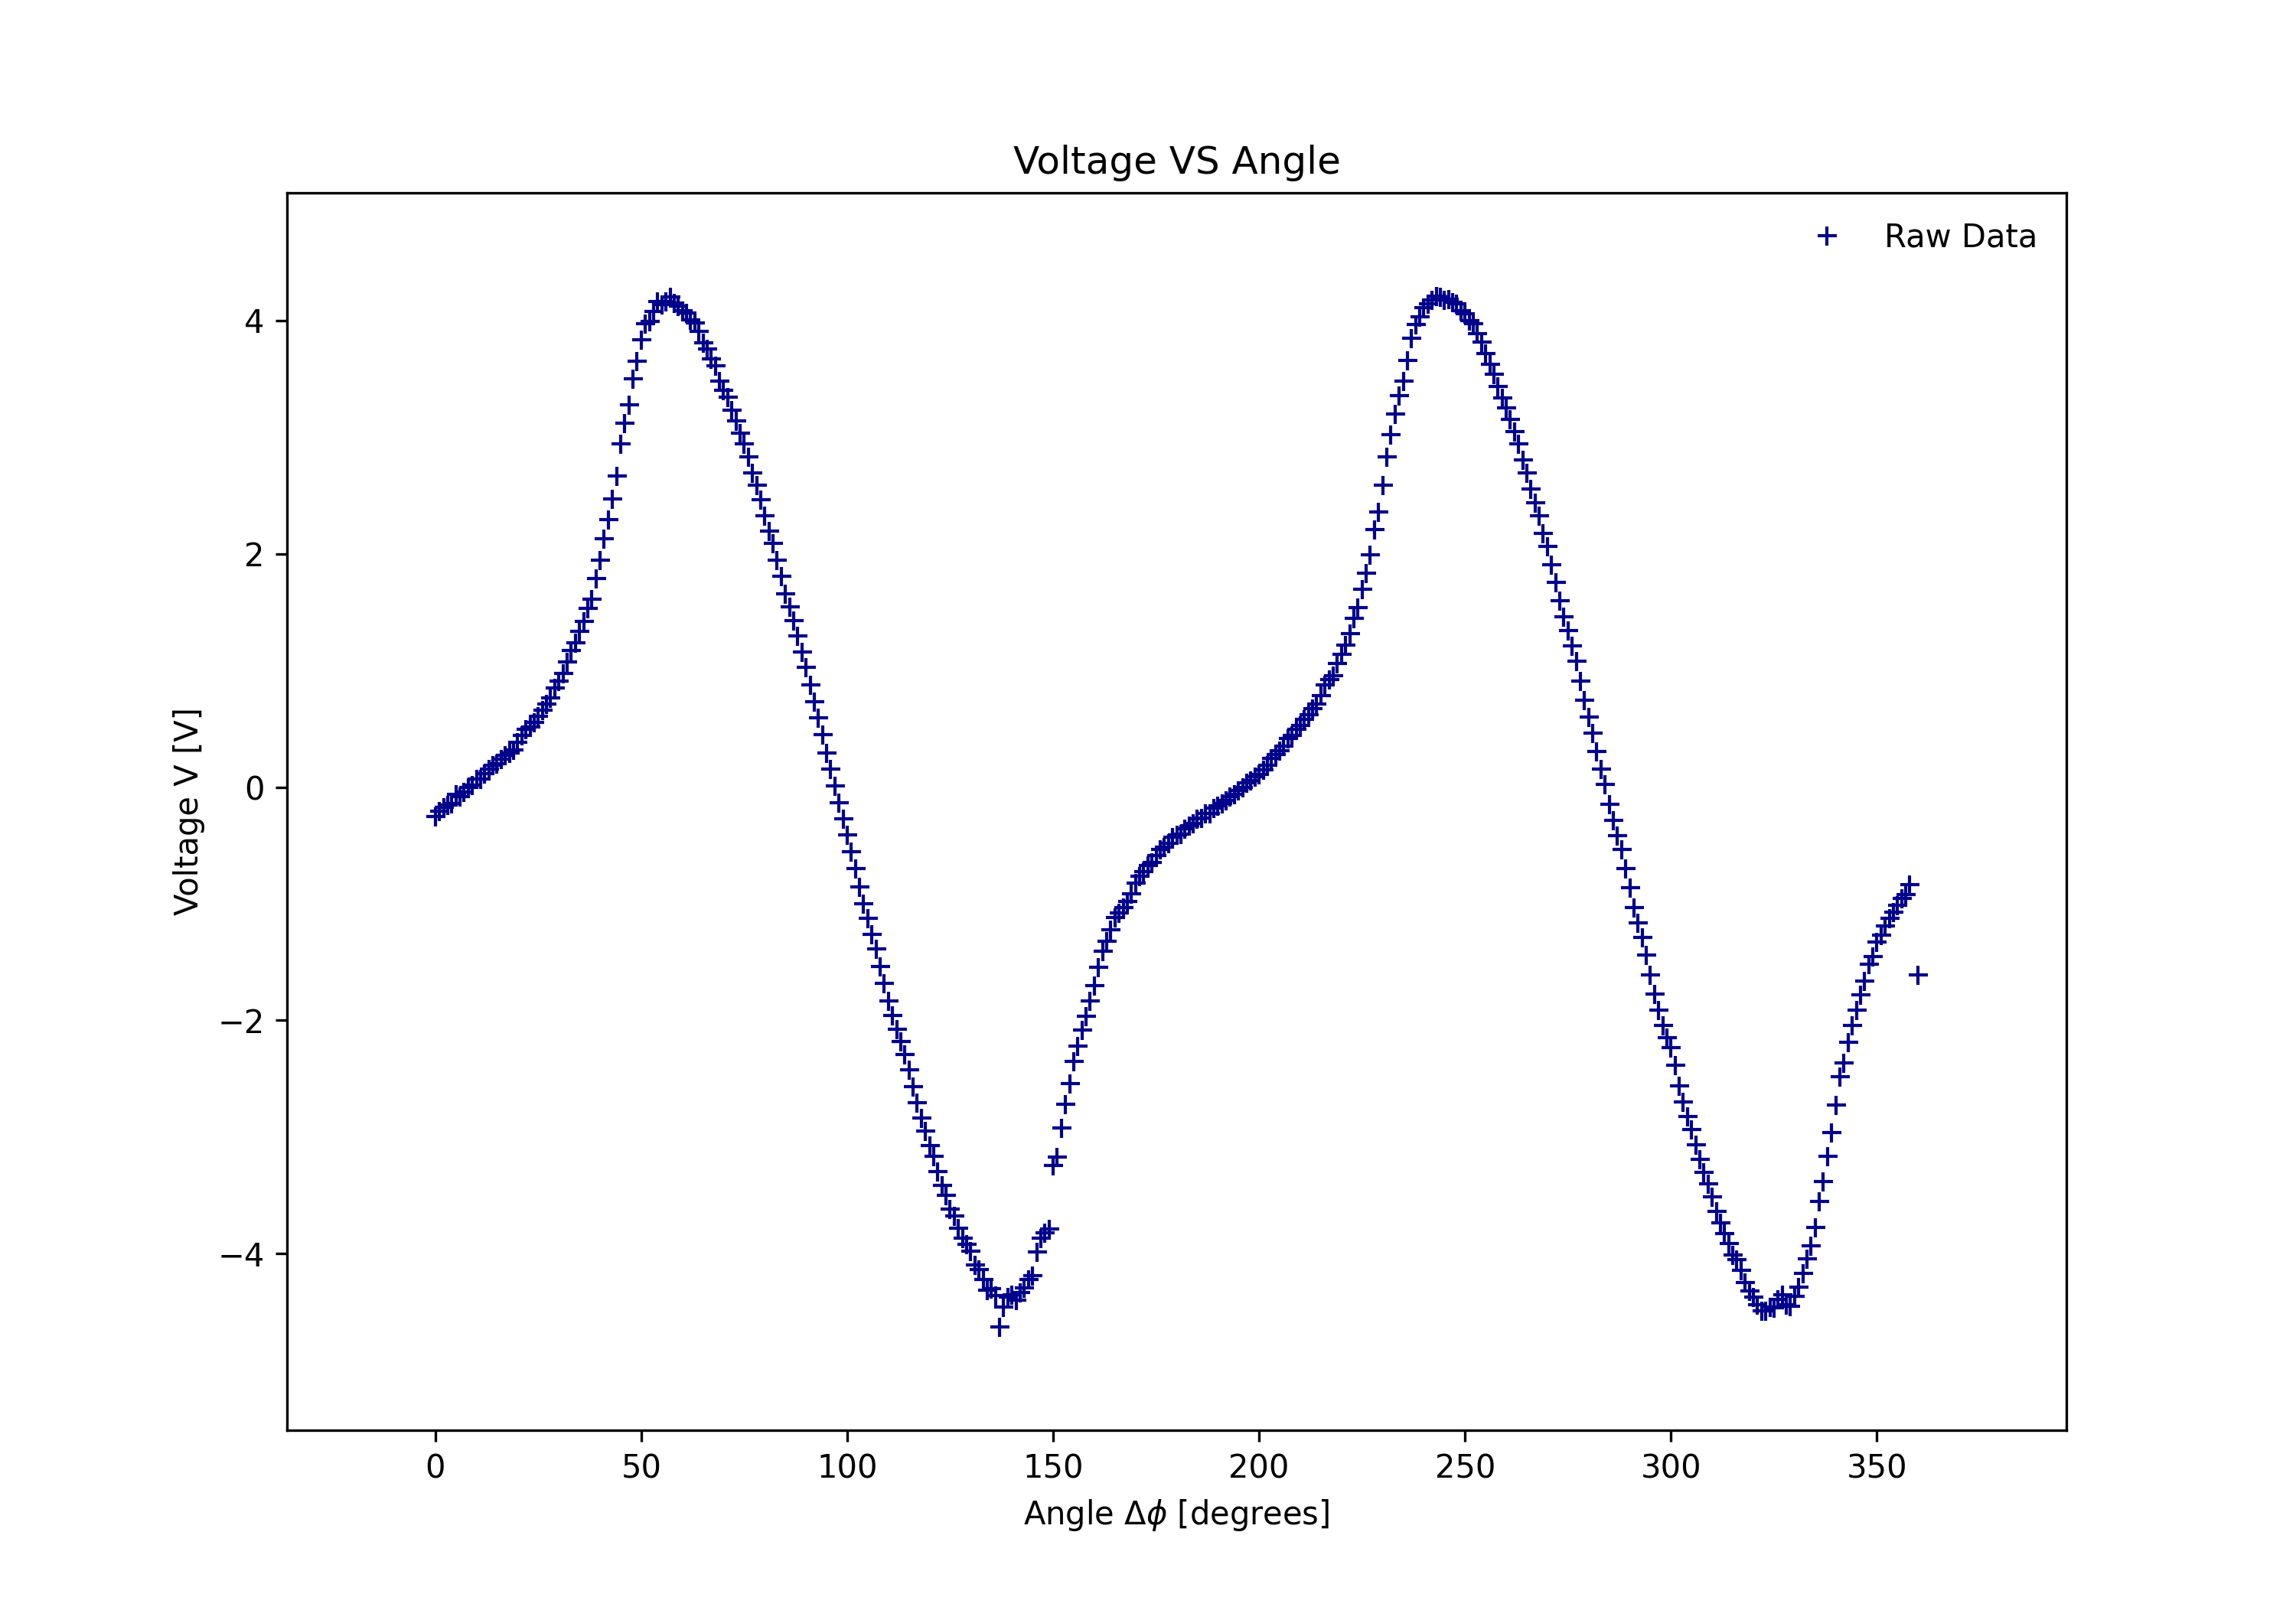 Voltage VS Angle
Raw Data
4
2
0
−2
−4
Voltage V [V]
0 50 100 150 200 250 300 350
Angle Δϕ [degrees]